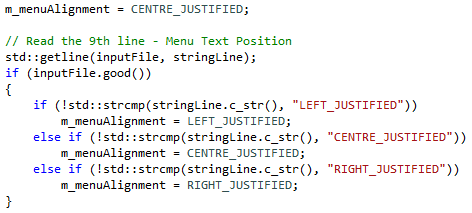 m_menuAlignment = CENTRE_JUSTIFIED;
// Read the 9th line - Menu Text Position
std::getline(inputFile, stringLine);
if (inputFile.good())
{
    if (!std::strcmp(stringLine.c_str(), "LEFT_JUSTIFIED"))
        m_menuAlignment = LEFT_JUSTIFIED;
    else if (!std::strcmp(stringLine.c_str(), "CENTRE_JUSTIFIED"))
        m_menuAlignment = CENTRE_JUSTIFIED;
    else if (!std::strcmp(stringLine.c_str(), "RIGHT_JUSTIFIED"))
        m_menuAlignment = RIGHT_JUSTIFIED;
}